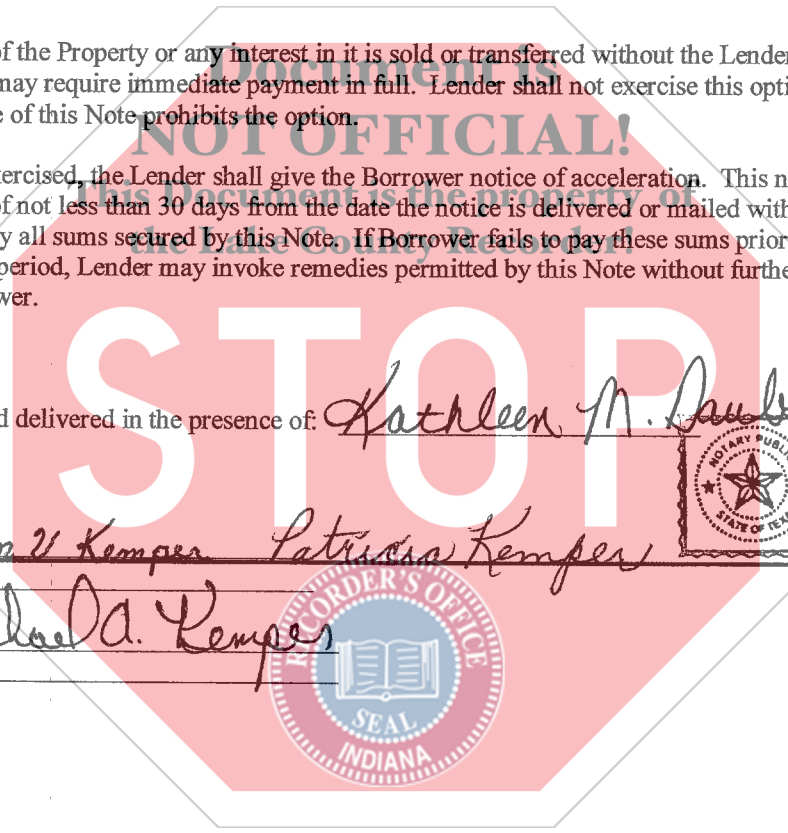 of the Property or any interest in it is sold or transferred without the Lender
Document is
may require immediate payment in full. Lender shall not exercise this opti
e of this Note prohibits the option.
NOT OFFICIAL!
xercised, the Lender shall give the Borrower notice of acceleration. This n
This Document is the property of
of not less than 30 days from the date the notice is delivered or mailed with
y all sums secured by this Note. If Borrower fails to pay these sums prior
the Lake County Recorder!
period, Lender may invoke remedies permitted by this Note without furthe
wer.
STOP
d delivered in the presence of: Kathleen M.
NOTARY PUBLI
STATE OF TEXA
n V Kemper Patricia Kemper
hael A. Kemper
RECORDER'S OFFICE
SEAL
INDIANA